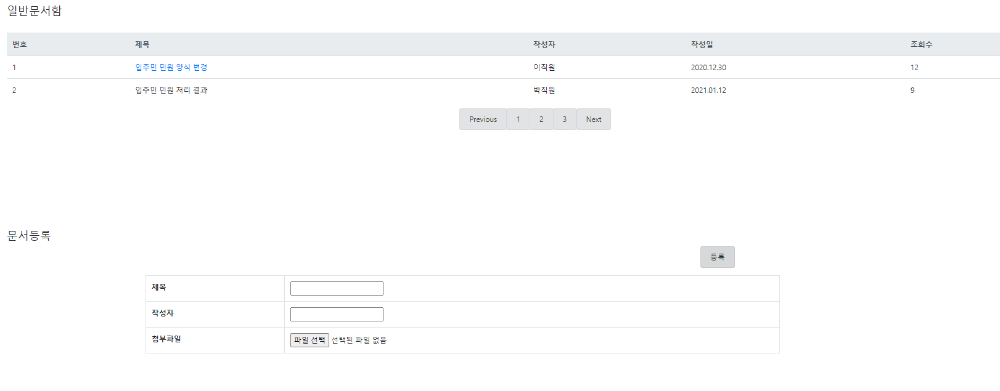 일반문서함
번호 제목 작성자 작성일 조회수
1 입주민 민원 양식 변경 이직원 2020.12.30 12
2 입주민 민원 처리 결과 박직원 2021.01.12 9
Previous 1 2 3 Next
문서등록
등록
제목
작성자
첨부파일 파일 선택 선택된 파일 없음